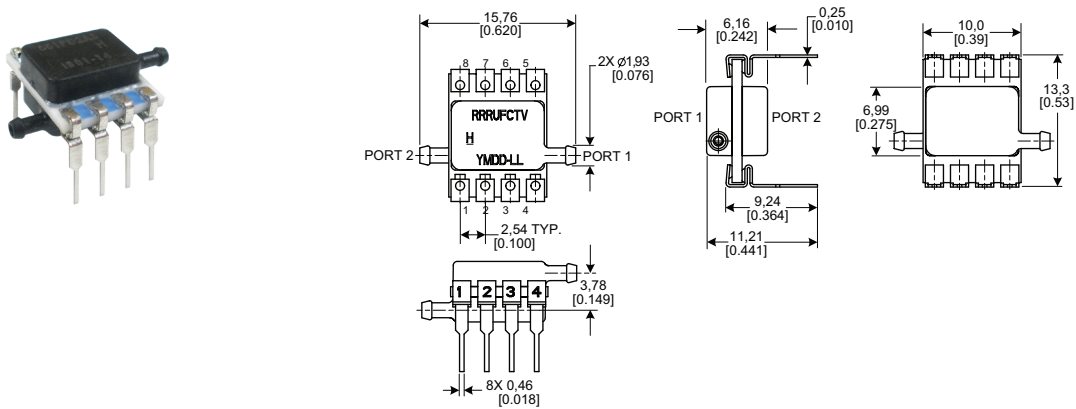 15,76
[0.620]
8 7 6 5
2X Ø1,93
[0.076]
RRRUFCTV
H
YMDD-LL
PORT 2
PORT 1
1 2 3 4
2,54 TYP.
[0.100]
1 2 3 4
3,78
[0.149]
8X 0,46
[0.018]
6,16
[0.242]
0,25
[0.010]
PORT 1
PORT 2
9,24
[0.364]
11,21
[0.441]
10,0
[0.39]
6,99
[0.275]
13,3
[0.53]